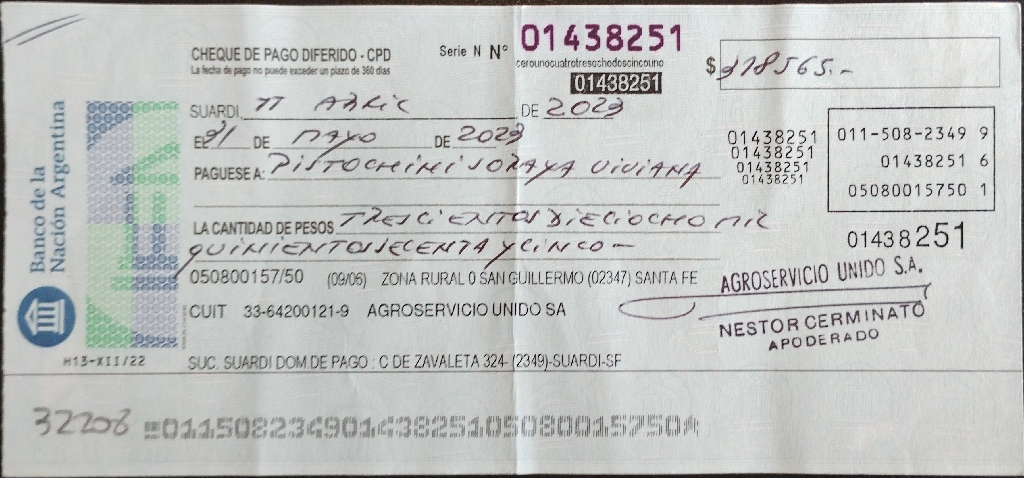 CHEQUE DE PAGO DIFERIDO - CPD
La fecha de pago no puede exceder un plazo de 360 dias
Serie N Nº 01438251
cerounocuatrotresochodoscincouno
01438251
$ 318565.-
SUARDI, 11 ABRIL DE 2023
EL 31 DE MAYO DE 2023
PAGUESE A: PISTOCHINI SORAYA VIVIANA
LA CANTIDAD DE PESOS TRESCIENTOS DIECIOCHO MIL
QUINIENTOS SESENTA Y CINCO -
01438251
01438251
01438251
01438251
011-508-2349 9
01438251 6
05080015750 1
01438251
050800157/50 (09/06) ZONA RURAL 0 SAN GUILLERMO (02347) SANTA FE
CUIT 33-64200121-9 AGROSERVICIO UNIDO SA
AGROSERVICIO UNIDO S.A.
NESTOR CERMINATO
APODERADO
SUC. SUARDI DOM.DE PAGO : C DE ZAVALETA 324- (2349)-SUARDI-SF
Banco de la
Nación Argentina
H13-XII/22
32208
01150823490143825105080015750